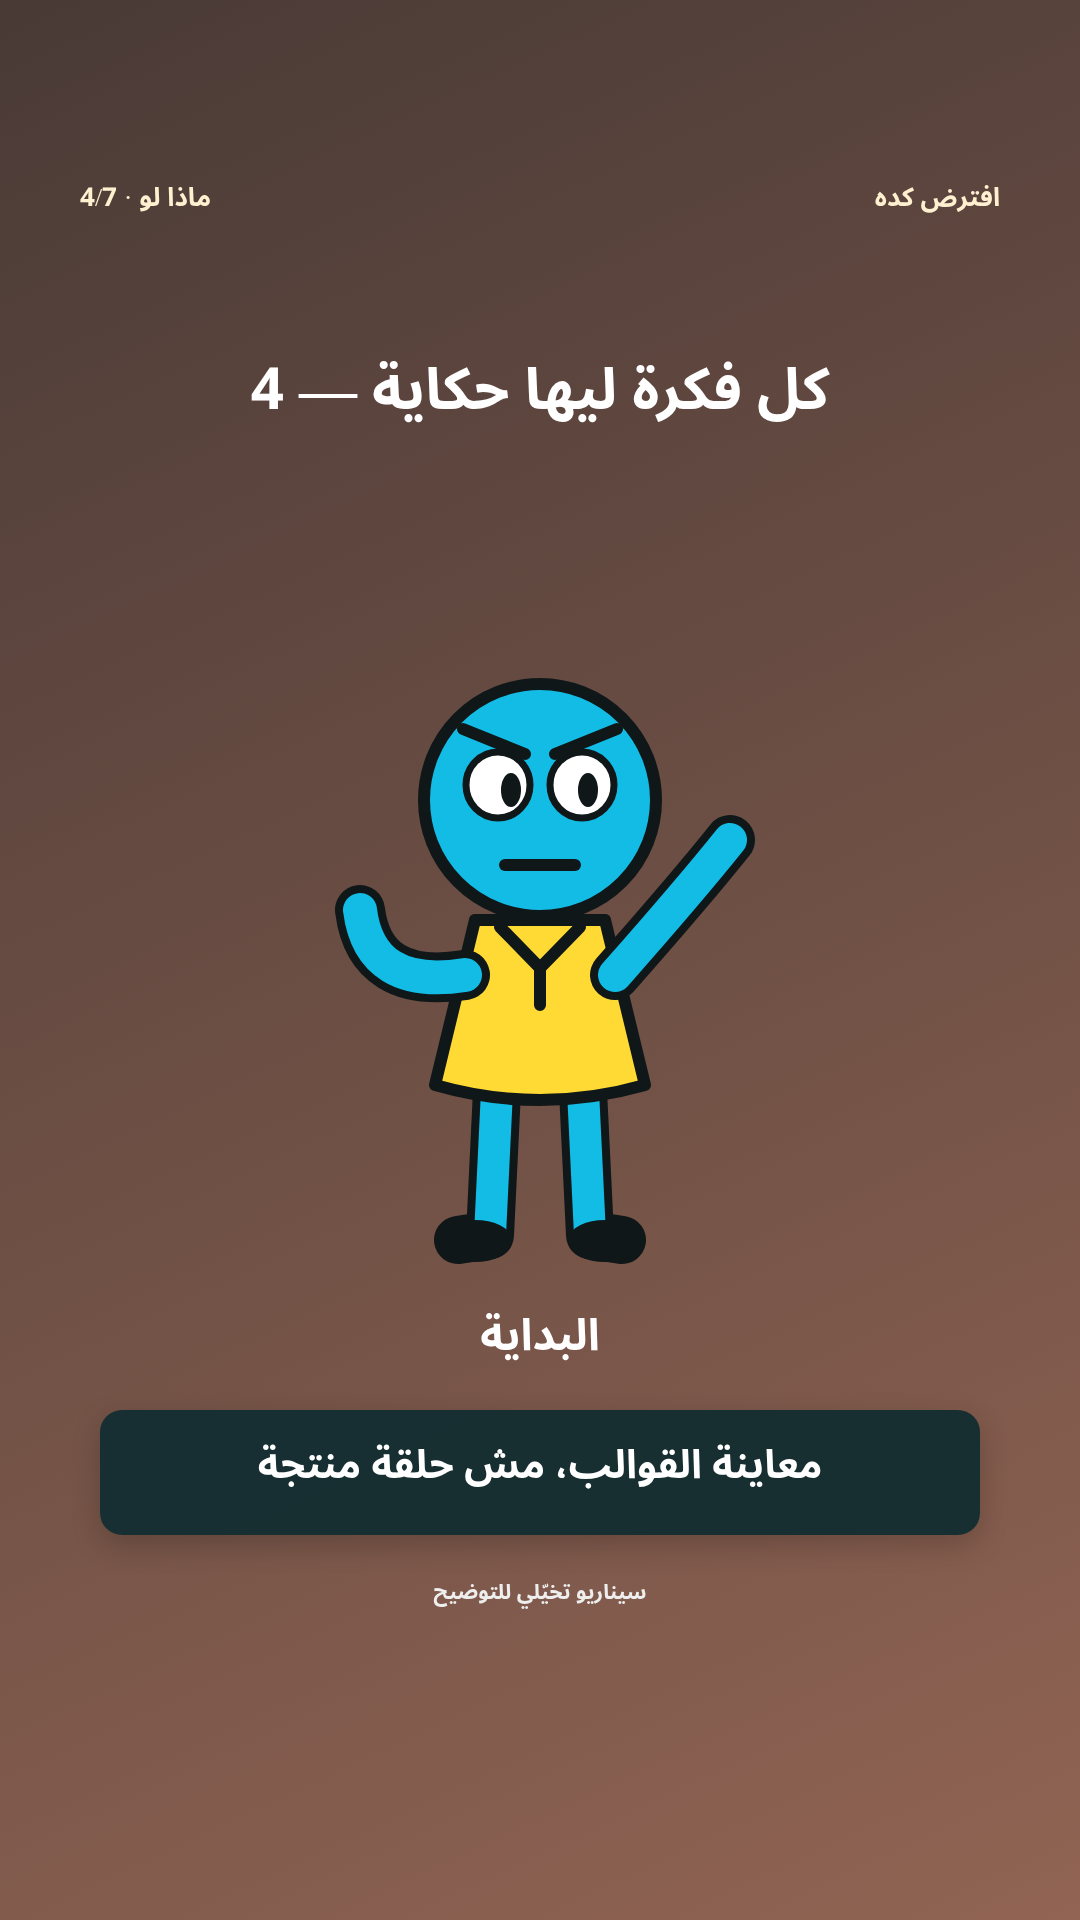 افترض كده
ماذا لو · 4/7
كل فكرة ليها حكاية — 4
البداية
معاينة القوالب، مش حلقة منتجة
سيناريو تخيّلي للتوضيح